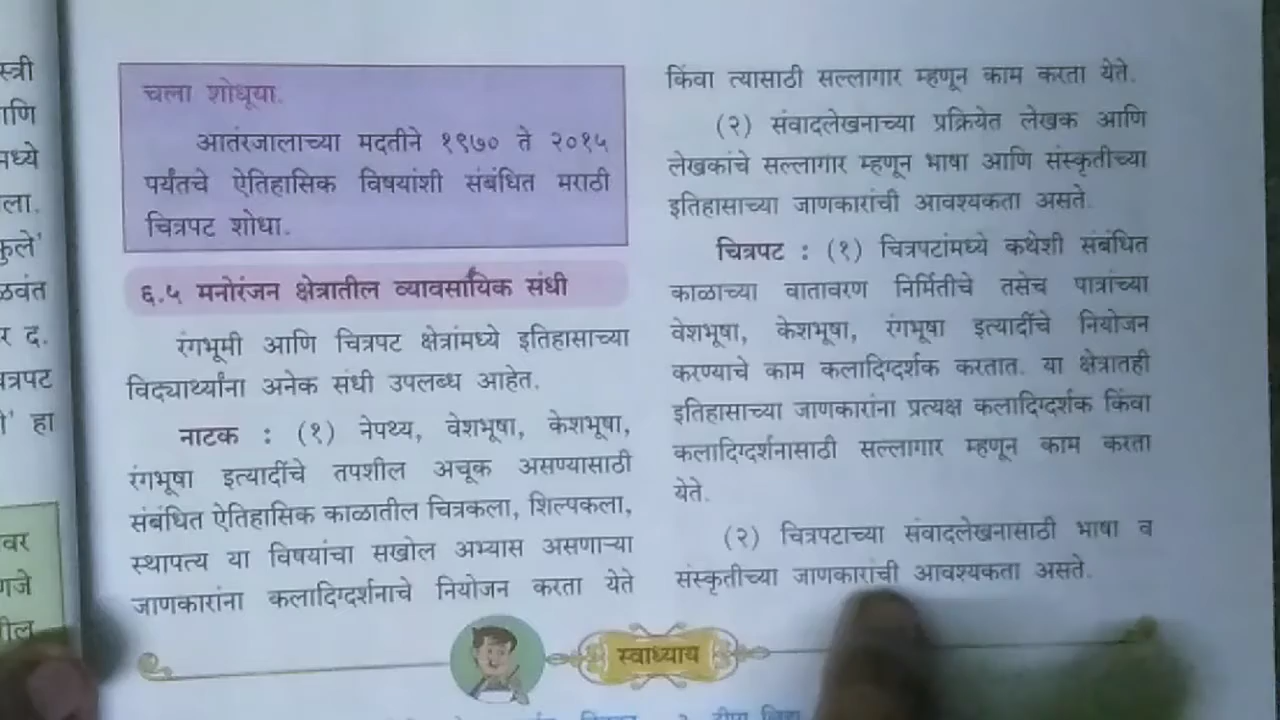 स्त्री
चला शोधूया.
आतंरजालाच्या मदतीने १९७० ते २०१५
पर्यंतचे ऐतिहासिक विषयांशी संबंधित मराठी
चित्रपट शोधा.
६.५ मनोरंजन क्षेत्रातील व्यावसायिक संधी
रंगभूमी आणि चित्रपट क्षेत्रांमध्ये इतिहासाच्या
विद्यार्थ्यांना अनेक संधी उपलब्ध आहेत.
नाटक : (१) नेपथ्य, वेशभूषा, केशभूषा,
रंगभूषा इत्यादींचे तपशील अचूक असण्यासाठी
संबंधित ऐतिहासिक काळातील चित्रकला, शिल्पकला,
स्थापत्य या विषयांचा सखोल अभ्यास असणाऱ्या
जाणकारांना कलादिग्दर्शनाचे नियोजन करता येते
किंवा त्यासाठी सल्लागार म्हणून काम करता येते.
(२) संवादलेखनाच्या प्रक्रियेत लेखक आणि
लेखकांचे सल्लागार म्हणून भाषा आणि संस्कृतीच्या
इतिहासाच्या जाणकारांची आवश्यकता असते.
चित्रपट : (१) चित्रपटांमध्ये कथेशी संबंधित
काळाच्या वातावरण निर्मितीचे तसेच पात्रांच्या
वेशभूषा, केशभूषा, रंगभूषा इत्यादींचे नियोजन
करण्याचे काम कलादिग्दर्शक करतात. या क्षेत्रातही
इतिहासाच्या जाणकारांना प्रत्यक्ष कलादिग्दर्शक किंवा
कलादिग्दर्शनासाठी सल्लागार म्हणून काम करता
येते.
(२) चित्रपटाच्या संवादलेखनासाठी भाषा व
संस्कृतीच्या जाणकारांची आवश्यकता असते.
स्वाध्याय